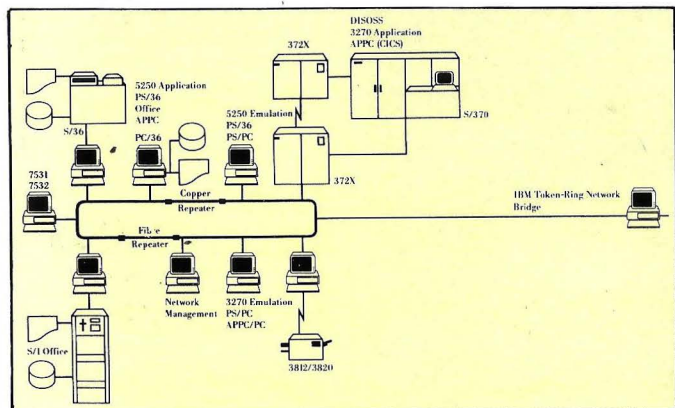 DISOSS
3270 Application
APPC (CICS)
372X
S/370
5250 Application
PS/36
Office
APPC
S/36
PC/36
5250 Emulation
PS/36
PS/PC
372X
7531
7532
Copper
Repeater
IBM Token-Ring Network
Bridge
Fibre
Repeater
Network
Management
3270 Emulation
PS/PC
APPC/PC
S/1 Office
3812/3820